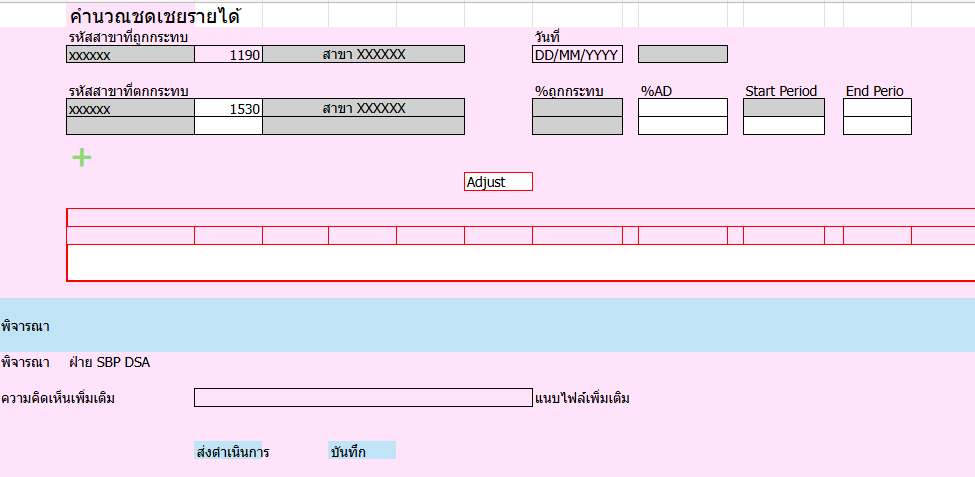 คำนวณชดเชยรายได้
รหัสสาขาที่ถูกกระทบ วันที่
xxxxxx 1190 สาขา XXXXXX DD/MM/YYYY
รหัสสาขาที่ตกกระทบ %ถูกกระทบ %AD Start Period End Perio
xxxxxx 1530 สาขา XXXXXX
Adjust
พิจารณา
พิจารณา ฝ่าย SBP DSA
ความคิดเห็นเพิ่มเติม แนบไฟล์เพิ่มเติม
ส่งดำเนินการ บันทึก